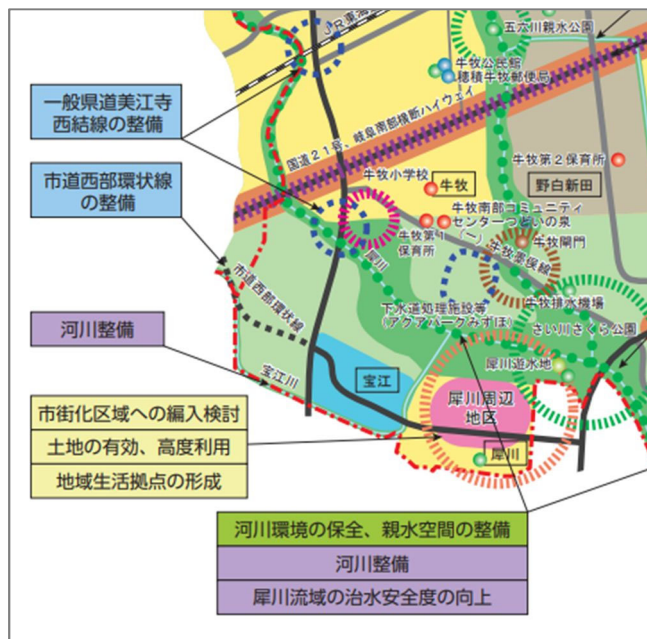 五六川親水公園
JR東海
牛牧公民館
穂積牛牧郵便局
一般県道美江寺
西結線の整備
国道21号、岐阜南部横断ハイウェイ
牛牧第2保育所
市道西部環状線
の整備
牛牧小学校
牛牧
野白新田
牛牧南部コミュニティ
センターつどいの泉
牛牧第1
保育所
犀川
(一)牛牧墨俣線
牛牧閘門
市道西部環状線
下水道処理施設等
(アクアパークみずほ)
牛牧排水機場
さい川さくら公園
河川整備
宝江川
宝江
犀川遊水地
犀川周辺
地区
市街化区域への編入検討
土地の有効、高度利用
地域生活拠点の形成
犀川
河川環境の保全、親水空間の整備
河川整備
犀川流域の治水安全度の向上